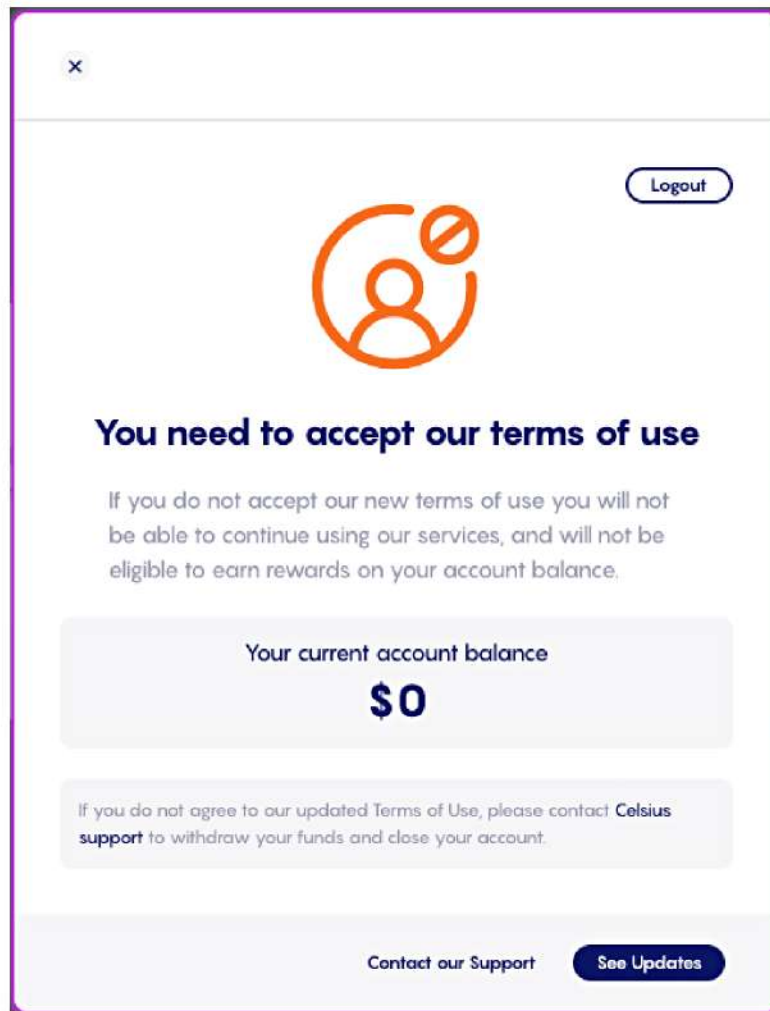 Logout
You need to accept our terms of use
If you do not accept our new terms of use you will not
be able to continue using our services, and will not be
eligible to earn rewards on your account balance.
Your current account balance
$0
If you do not agree to our updated Terms of Use, please contact Celsius
support to withdraw your funds and close your account.
Contact our Support
See Updates